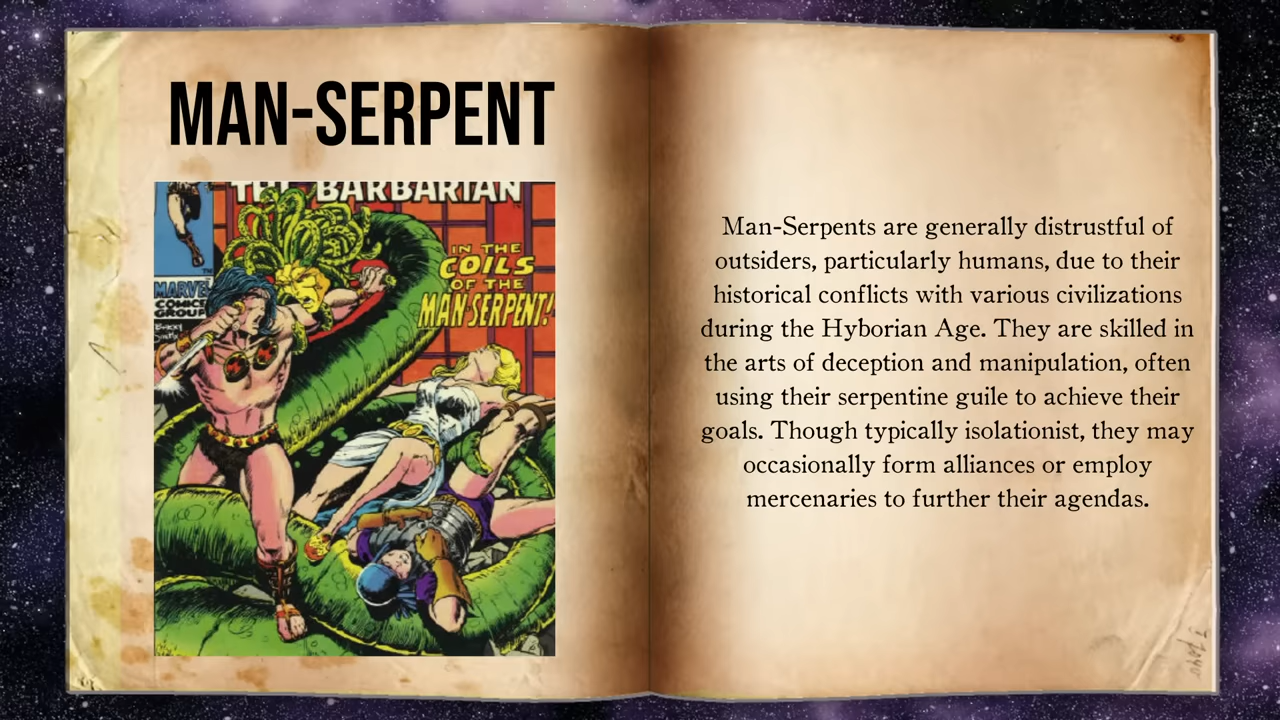 MAN-SERPENT
THE BARBARIAN
IN THE
COILS
OF THE
MAN-SERPENT!
TM
MARVEL
COMICS
GROUP
Man-Serpents are generally distrustful of
outsiders, particularly humans, due to their
historical conflicts with various civilizations
during the Hyborian Age. They are skilled in
the arts of deception and manipulation, often
using their serpentine guile to achieve their
goals. Though typically isolationist, they may
occasionally form alliances or employ
mercenaries to further their agendas.